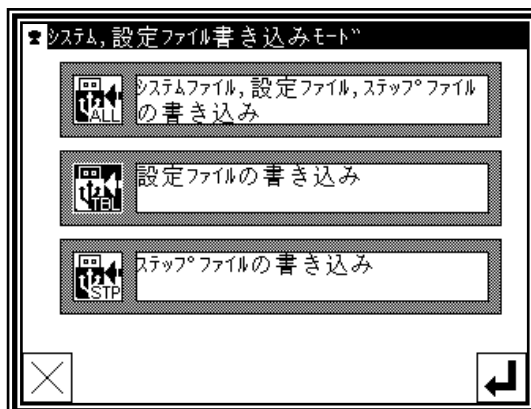 ｼｽﾃﾑ,設定ﾌｧｲﾙ書き込みﾓｰﾄﾞ
ALL
ｼｽﾃﾑﾌｧｲﾙ,設定ﾌｧｲﾙ,ｽﾃｯﾌﾟﾌｧｲﾙ
の書き込み
TBL
設定ﾌｧｲﾙの書き込み
STP
ｽﾃｯﾌﾟﾌｧｲﾙの書き込み